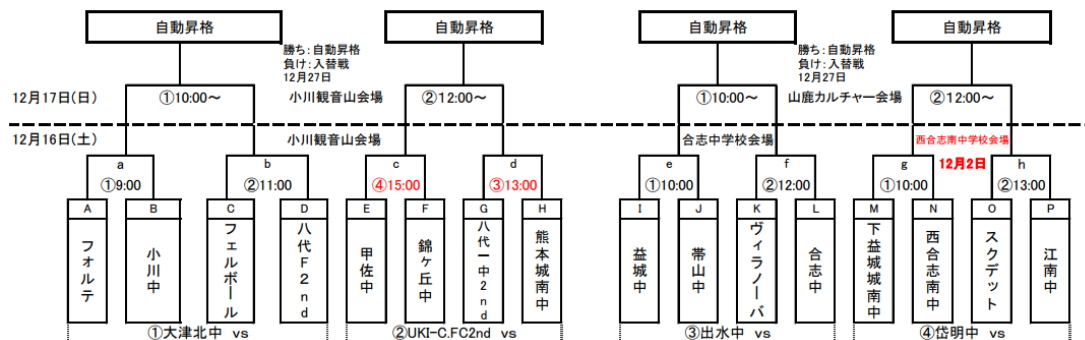 自動昇格 自動昇格 自動昇格 自動昇格
勝ち:自動昇格
負け:入替戦
12月27日
勝ち:自動昇格
負け:入替戦
12月27日
12月17日(日) ①10:00～ 小川観音山会場 ②12:00～ ①10:00～ 山鹿カルチャー会場 ②12:00～
12月16日(土) 小川観音山会場 合志中学校会場 西合志南中学校会場
12月2日
a b c d e f g h
①9:00 ②11:00 ④15:00 ③13:00 ①10:00 ②12:00 ①10:00 ②13:00
A B C D E F G H I J K L M N O P
フォルテ
小川中
フェルボール
八代F2nd
甲佐中
錦ヶ丘中
八代一中2nd
熊本城南中
益城中
帯山中
ヴィラノーバ
合志中
下益城城南中
西合志南中
スクデット
江南中
①大津北中 vs ②UKI-C.FC2nd vs ③出水中 vs ④岱明中 vs